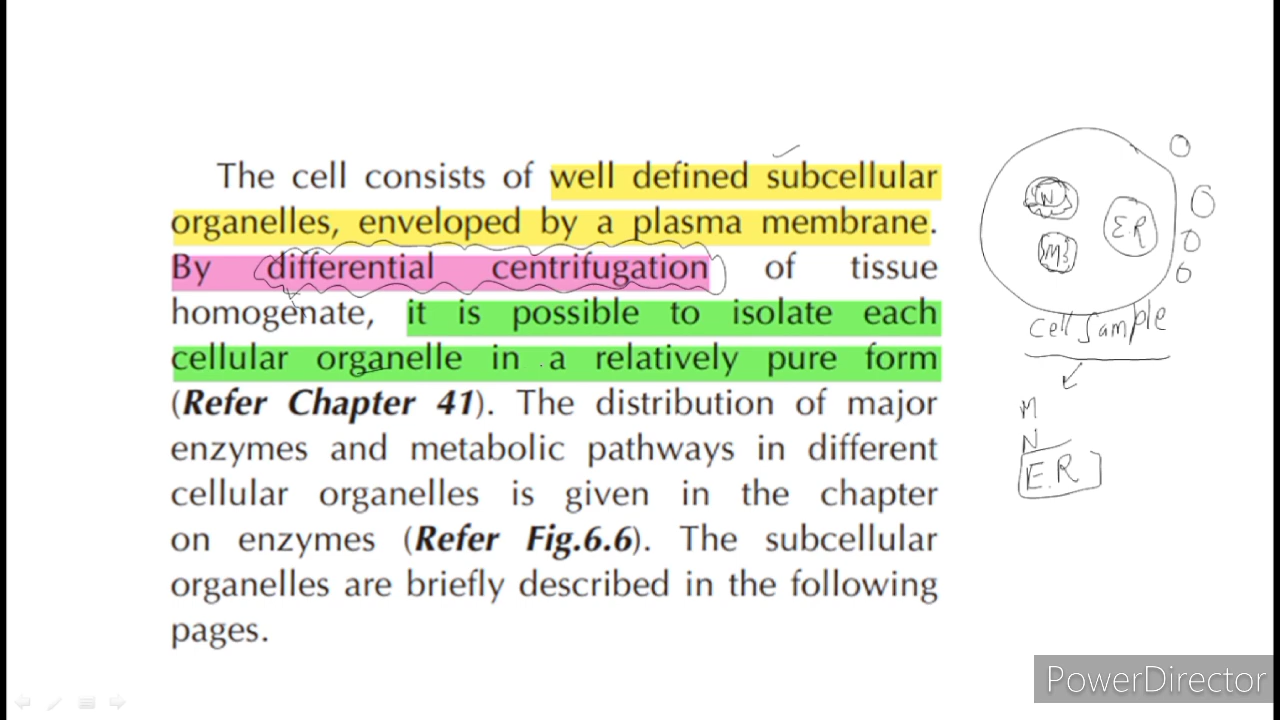 The cell consists of well defined subcellular
organelles, enveloped by a plasma membrane.
By differential centrifugation of tissue
homogenate, it is possible to isolate each
cellular organelle in a relatively pure form
(Refer Chapter 41). The distribution of major
enzymes and metabolic pathways in different
cellular organelles is given in the chapter
on enzymes (Refer Fig.6.6). The subcellular
organelles are briefly described in the following
pages.
N
E.R
M
Cell Sample
M
N
E.R
PowerDirector